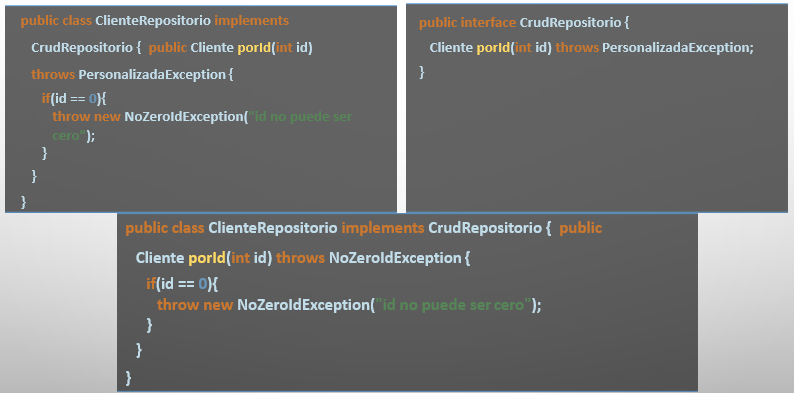 public class ClienteRepositorio implements
CrudRepositorio { public Cliente porId(int id)
throws PersonalizadaException {
if(id == 0){
throw new NoZeroIdException("id no puede ser
cero");
}
}
}
public interface CrudRepositorio {
Cliente porId(int id) throws PersonalizadaException;
}
public class ClienteRepositorio implements CrudRepositorio { public
Cliente porId(int id) throws NoZeroIdException {
if(id == 0){
throw new NoZeroIdException("id no puede ser cero");
}
}
}